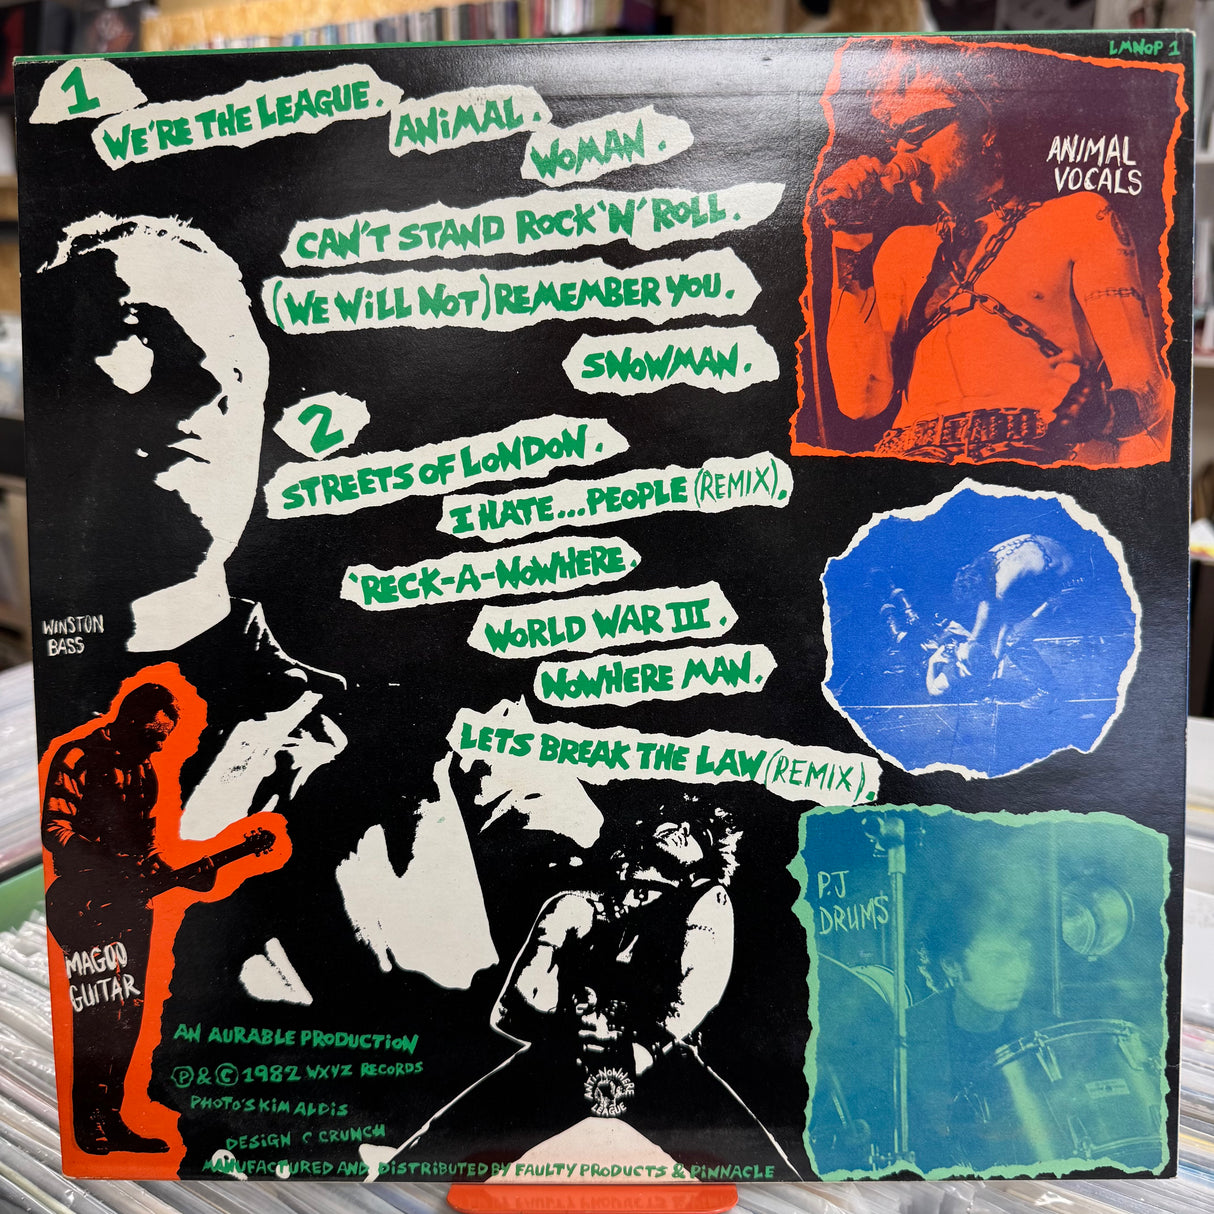 LMNOP 1
1
WE'RE THE LEAGUE.
ANiMAL.
WOMAN.
CAN'T STAND ROCK 'N' ROLL.
(WE WiLL NOT) REMEMBER YOU.
SNOWMAN.
2
STREETS OF LONDON.
I HATE... PEOPLE (REMIX).
'RECK-A-NOWHERE.
WORLD WAR III.
NOWHERE MAN.
LETS BREAK THE LAW (REMIX).
ANIMAL
VOCALS
WINSTON
BASS
MAGOO
GUITAR
P.J
DRUMS
AN AURABLE PRODUCTION
Ⓟ & © 1982 WXYZ RECORDS
PHOTO'S KIM ALDIS
DESIGN C CRUNCH
MANUFACTURED AND DISTRIBUTED BY FAULTY PRODUCTS & PiNNACLE
ANTI-NOWHERE
LEAGUE